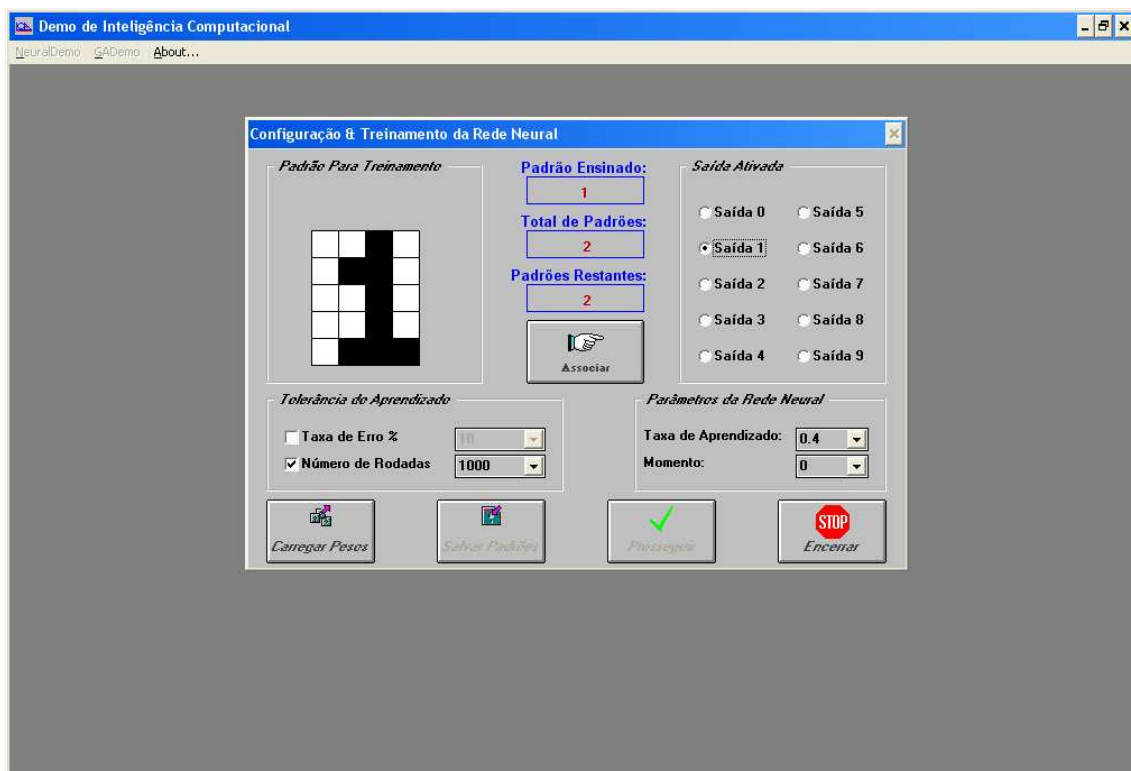 Demo de Inteligência Computacional
NeuralDemo GADemo About...
Configuração & Treinamento da Rede Neural
Padrão Para Treinamento
Padrão Ensinado:
1
Total de Padrões:
2
Padrões Restantes:
2
Associar
Saída Ativada
Saída 0 Saída 5
Saída 1 Saída 6
Saída 2 Saída 7
Saída 3 Saída 8
Saída 4 Saída 9
Tolerância do Aprendizado
Taxa de Erro % 10
Número de Rodadas 1000
Parâmetros da Rede Neural
Taxa de Aprendizado: 0.4
Momento: 0
Carregar Pesos
Salvar Padrões
Prosseguir
STOP
Encerrar